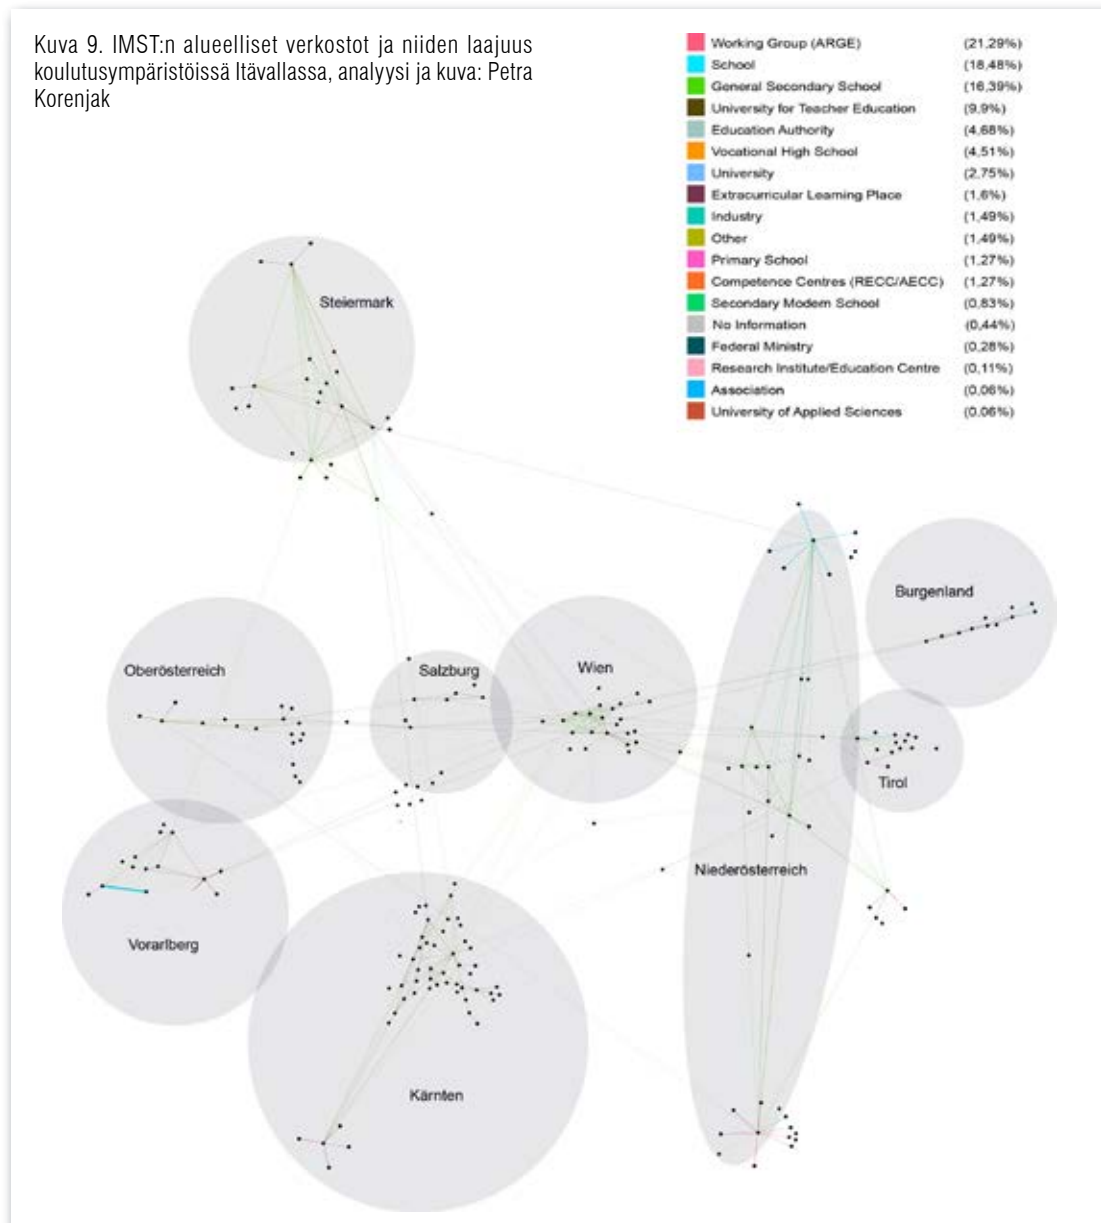 Kuva 9. IMST:n alueelliset verkostot ja niiden laajuus
koulutusympäristöissä Itävallassa, analyysi ja kuva: Petra
Korenjak
Working Group (ARGE) (21,29%)
School (18,48%)
General Secondary School (16,39%)
University for Teacher Education (9,9%)
Education Authority (4,68%)
Vocational High School (4,51%)
University (2,75%)
Extracurricular Learning Place (1,6%)
Industry (1,49%)
Other (1,49%)
Primary School (1,27%)
Competence Centres (RECC/AECC) (1,27%)
Secondary Modern School (0,83%)
No Information (0,44%)
Federal Ministry (0,28%)
Research Institute/Education Centre (0,11%)
Association (0,06%)
University of Applied Sciences (0,06%)
Steiermark
Burgenland
Oberösterreich
Salzburg
Wien
Tirol
Niederösterreich
Vorarlberg
Kärnten